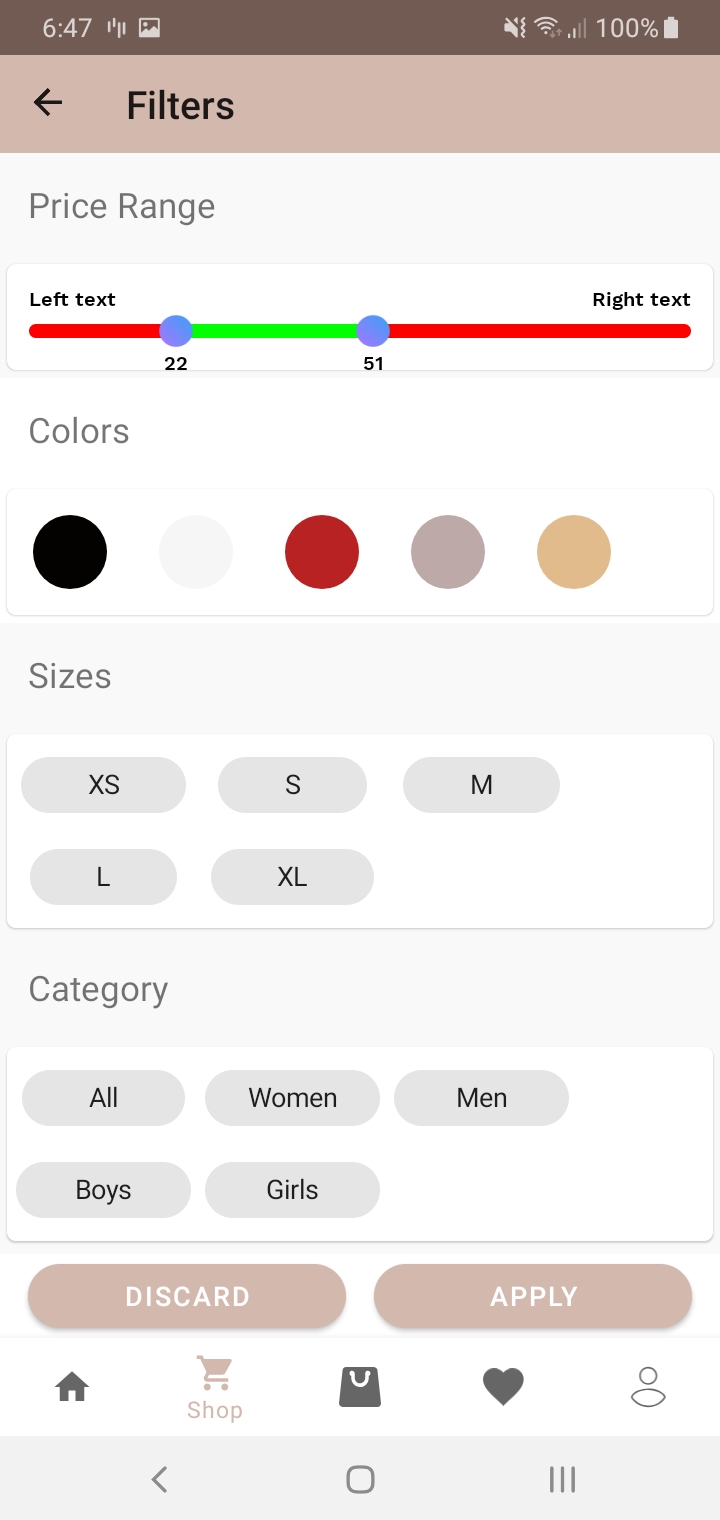 6:47 100%
Filters
Price Range
Left text Right text
22 51
Colors
Sizes
XS S M
L XL
Category
All Women Men
Boys Girls
DISCARD APPLY
Shop